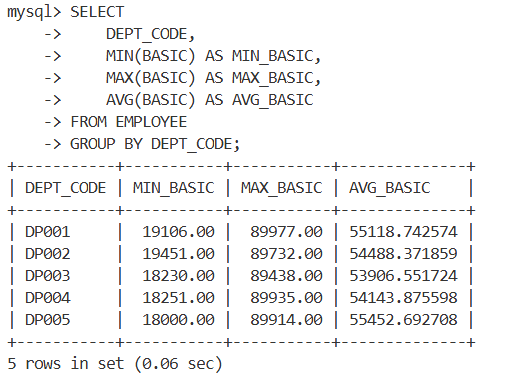 mysql> SELECT
    ->     DEPT_CODE,
    ->     MIN(BASIC) AS MIN_BASIC,
    ->     MAX(BASIC) AS MAX_BASIC,
    ->     AVG(BASIC) AS AVG_BASIC
    -> FROM EMPLOYEE
    -> GROUP BY DEPT_CODE;
+-----------+-----------+-----------+--------------+
| DEPT_CODE | MIN_BASIC | MAX_BASIC | AVG_BASIC    |
+-----------+-----------+-----------+--------------+
| DP001     |  19106.00 |  89977.00 | 55118.742574 |
| DP002     |  19451.00 |  89732.00 | 54488.371859 |
| DP003     |  18230.00 |  89438.00 | 53906.551724 |
| DP004     |  18251.00 |  89935.00 | 54143.875598 |
| DP005     |  18000.00 |  89914.00 | 55452.692708 |
+-----------+-----------+-----------+--------------+
5 rows in set (0.06 sec)